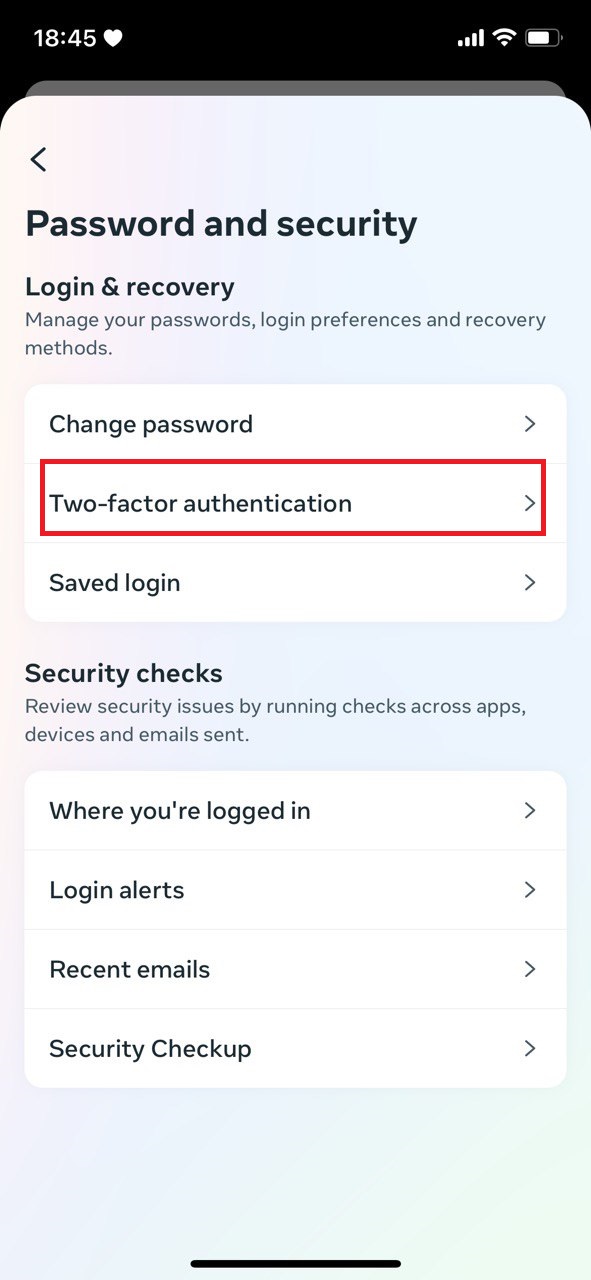 18:45
Password and security
Login & recovery
Manage your passwords, login preferences and recovery
methods.
Change password
Two-factor authentication
Saved login
Security checks
Review security issues by running checks across apps,
devices and emails sent.
Where you're logged in
Login alerts
Recent emails
Security Checkup